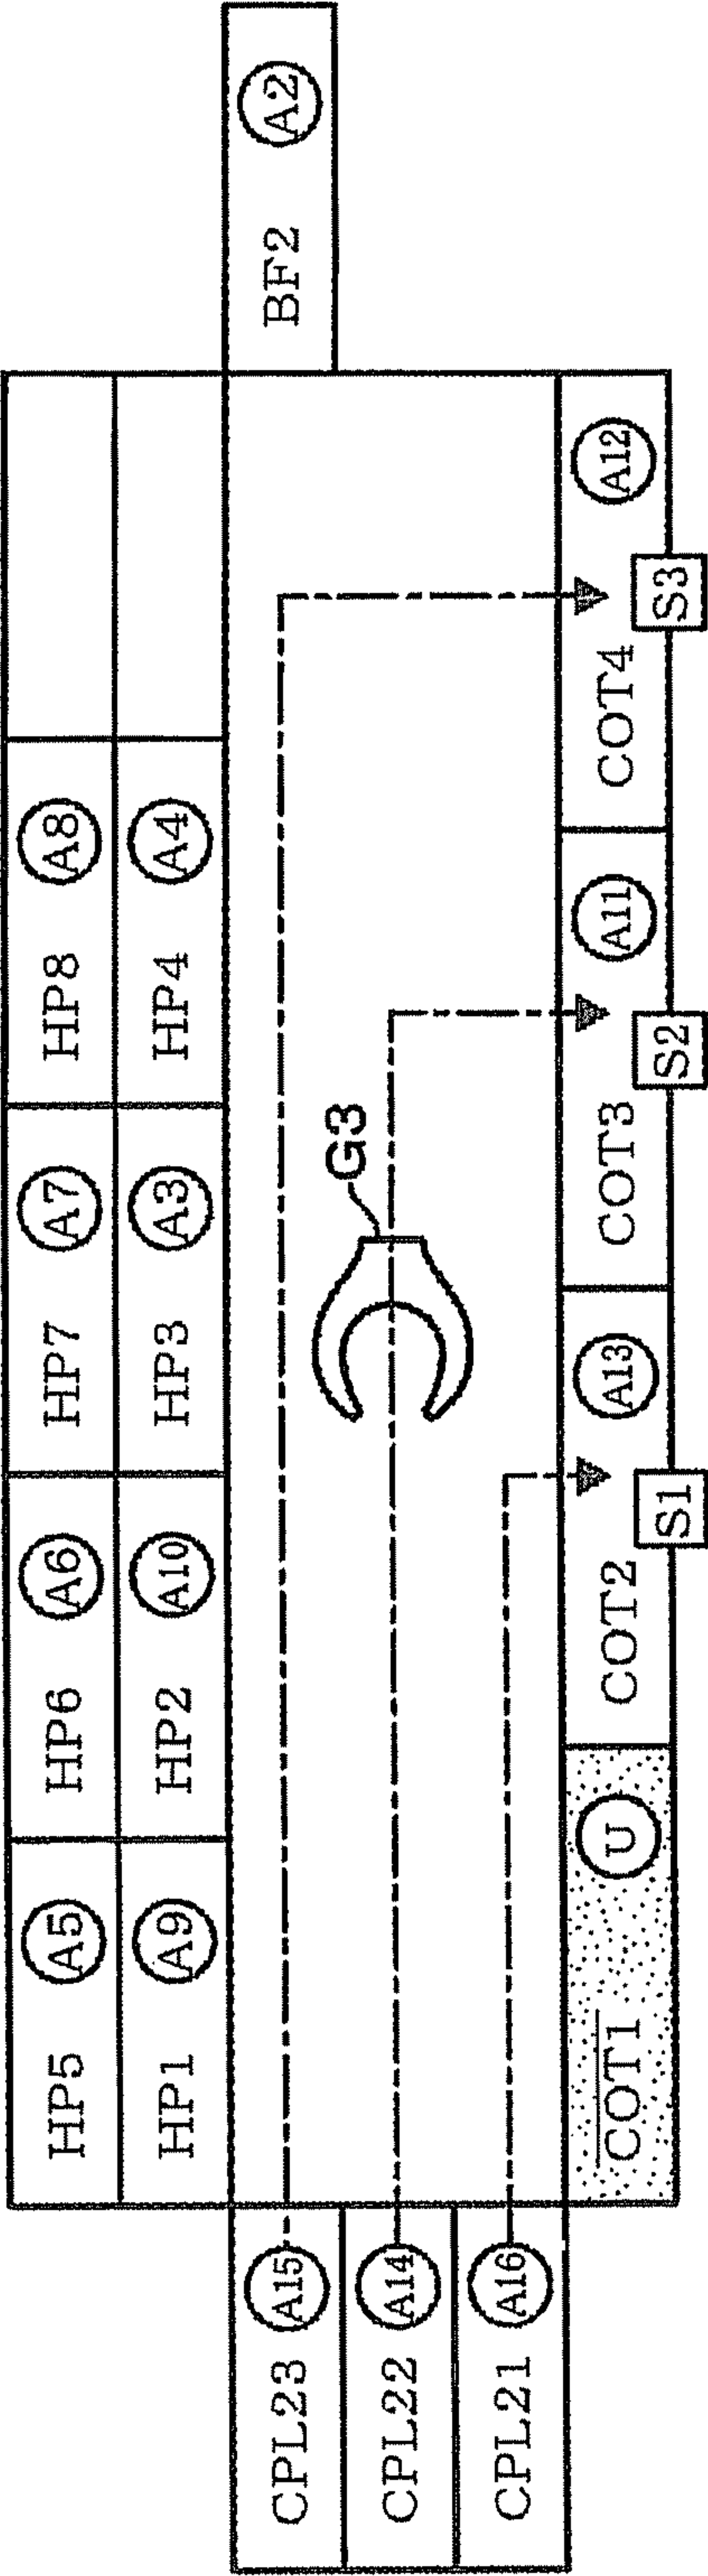 HP5 A5 HP6 A6 HP7 A7 HP8 A8
HP1 A9 HP2 A10 HP3 A3 HP4 A4
CPL23 A15
BF2 A2
G3
CPL22 A14
CPL21 A16
COT1 U COT2 A13 COT3 A11 COT4 A12
S1 S2 S3